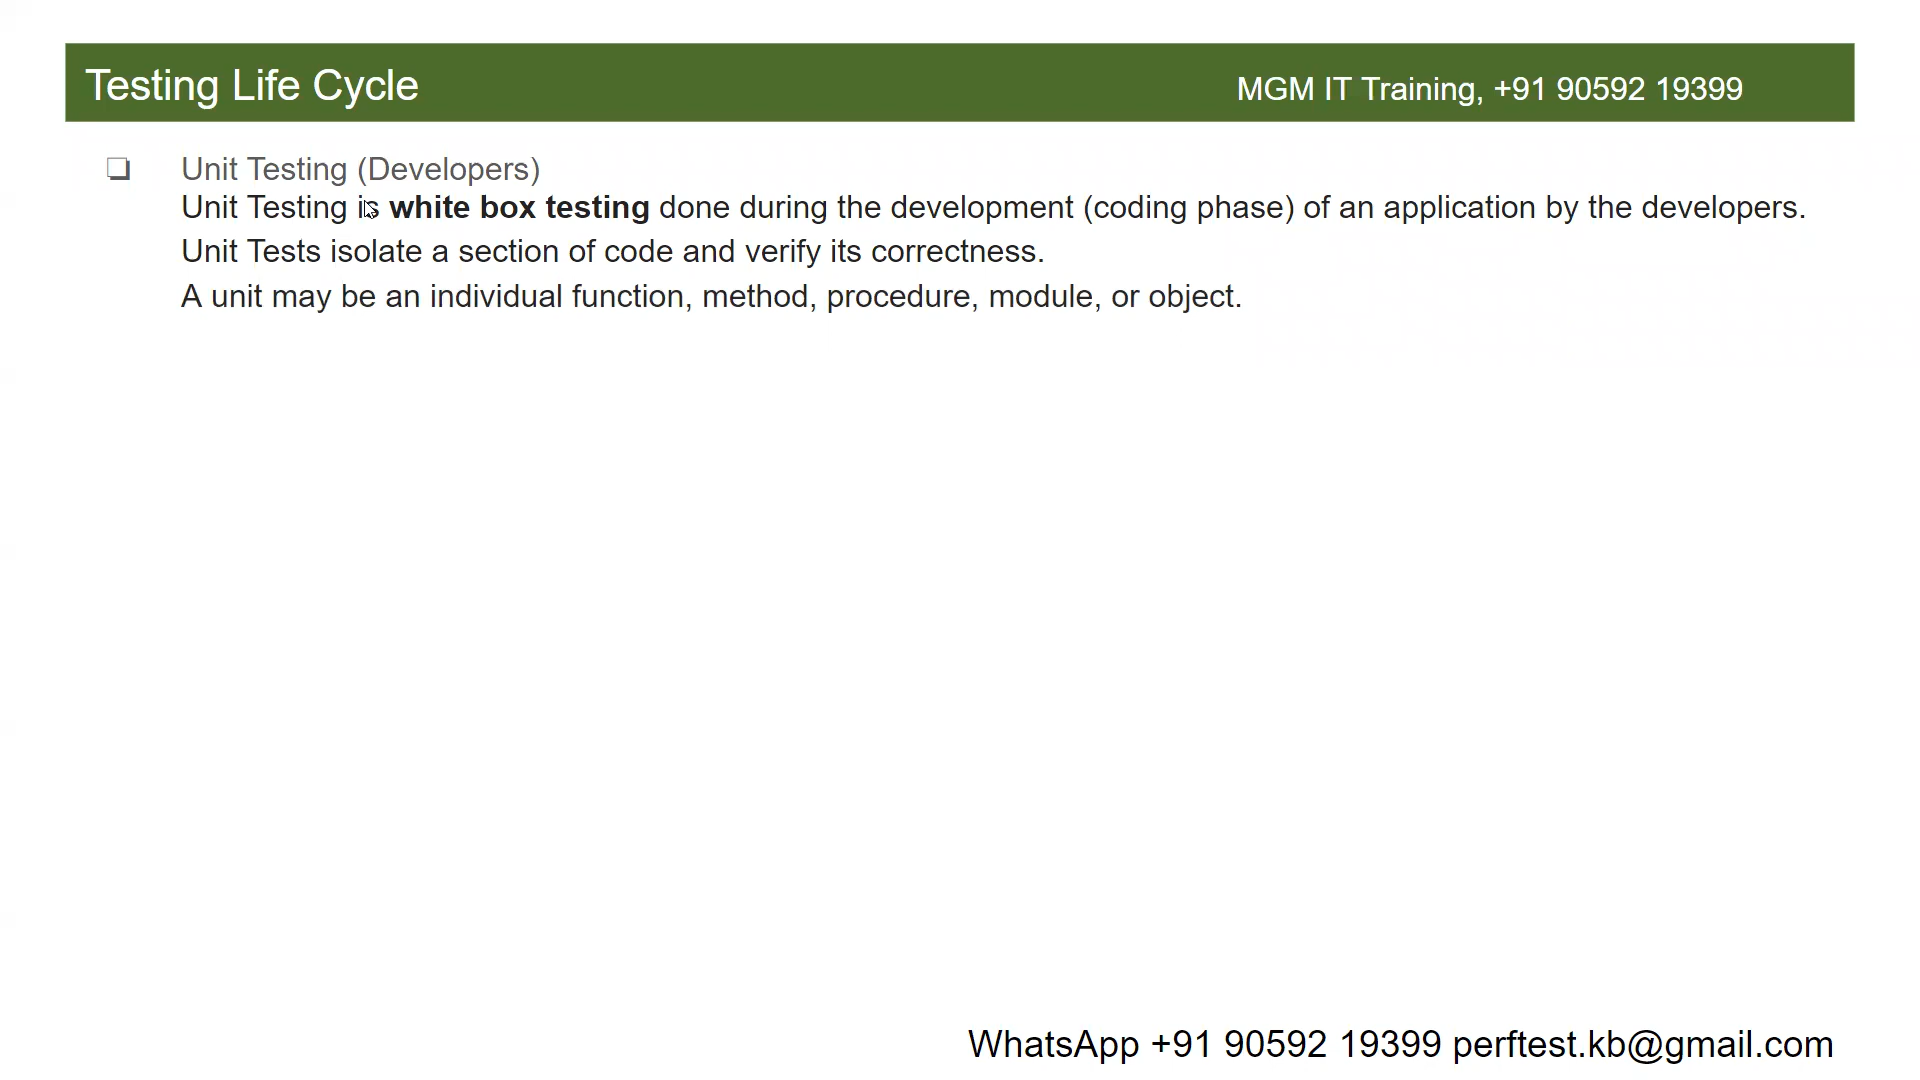 Testing Life Cycle
MGM IT Training, +91 90592 19399
Unit Testing (Developers)
Unit Testing is white box testing done during the development (coding phase) of an application by the developers.
Unit Tests isolate a section of code and verify its correctness.
A unit may be an individual function, method, procedure, module, or object.
WhatsApp +91 90592 19399 perftest.kb@gmail.com